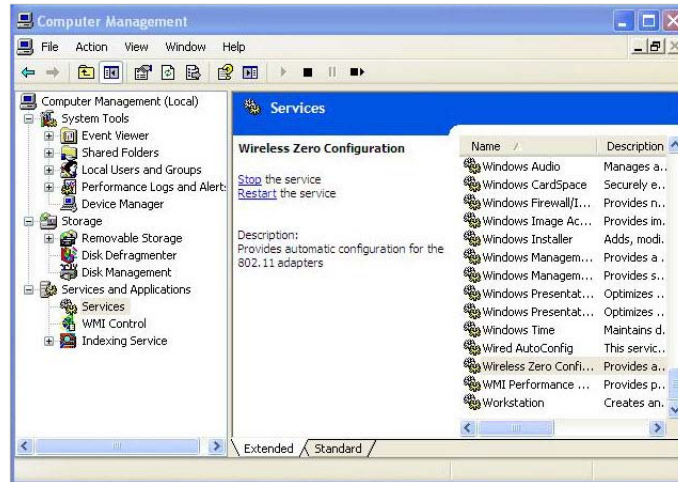 Computer Management
File Action View Window Help
Computer Management (Local)
System Tools
Event Viewer
Shared Folders
Local Users and Groups
Performance Logs and Alert:
Device Manager
Storage
Removable Storage
Disk Defragmenter
Disk Management
Services and Applications
Services
WMI Control
Indexing Service
Services
Wireless Zero Configuration
Stop the service
Restart the service
Description:
Provides automatic configuration for the
802.11 adapters
Name Description
Windows Audio Manages a..
Windows CardSpace Securely e..
Windows Firewall/I... Provides n..
Windows Image Ac... Provides im.
Windows Installer Adds, modi.
Windows Managem... Provides a .
Windows Managem... Provides s..
Windows Presentat... Optimizes ..
Windows Presentat... Optimizes ..
Windows Time Maintains d.
Wired AutoConfig This servic..
Wireless Zero Confi... Provides a..
WMI Performance ... Provides p..
Workstation Creates an.
Extended Standard